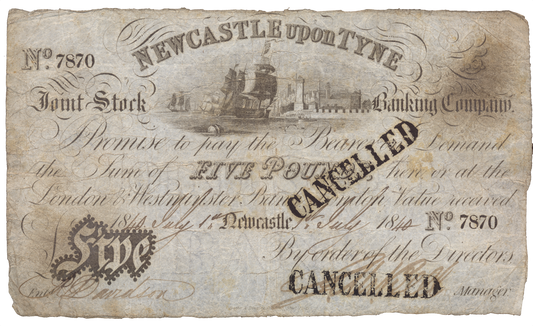 NEWCASTLE upon TYNE
No. 7870
Joint Stock Banking Company.
I Promise to pay the Bearer on Demand
the Sum of FIVE POUNDS here or at the
London & Westminster Bank Value received
CANCELLED
1840 July 1st Newcastle 1st July 1840 No 7870
Five
By order of the Directors
CANCELLED
Entd Davidson
Manager